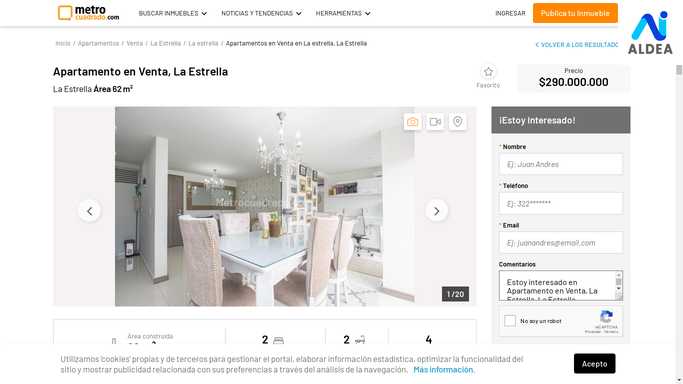 metro
cuadrado.com
BUSCAR INMUEBLES
NOTICIAS Y TENDENCIAS
HERRAMIENTAS
INGRESAR
Publica tu Inmueble
ALDEA
Inicio / Apartamentos / Venta / La Estrella / La estrella / Apartamentos en Venta en La estrella, La Estrella
VOLVER A LOS RESULTADO
Apartamento en Venta, La Estrella
La Estrella Área 62 m²
Favorito
Precio
$290.000.000
Metrocuadrado
1 / 20
¡Estoy Interesado!
* Nombre
Ej: Juan Andres
* Teléfono
Ej: 322*******
* Email
Ej: juanandres@email.com
Comentarios
Estoy interesado en
Apartamento en Venta, La
Estrella, La Estrella
No soy un robot
reCAPTCHA
Privacidad - Términos
Área construida
2
2
4
Utilizamos 'cookies' propias y de terceros para gestionar el portal, elaborar información estadística, optimizar la funcionalidad del
sitio y mostrar publicidad relacionada con sus preferencias a través del análisis de la navegación. Más información.
Acepto